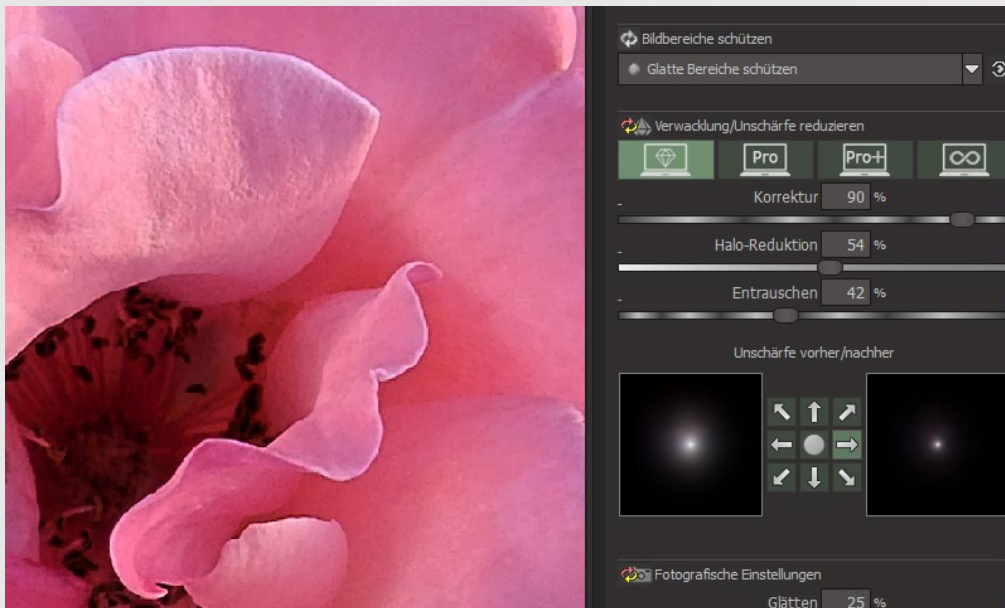 Bildbereiche schützen
Glatte Bereiche schützen
Verwacklung/Unschärfe reduzieren
Pro
Pro+
Korrektur 90 %
Halo-Reduktion 54 %
Entrauschen 42 %
Unschärfe vorher/nachher
Fotografische Einstellungen
Glätten 25 %